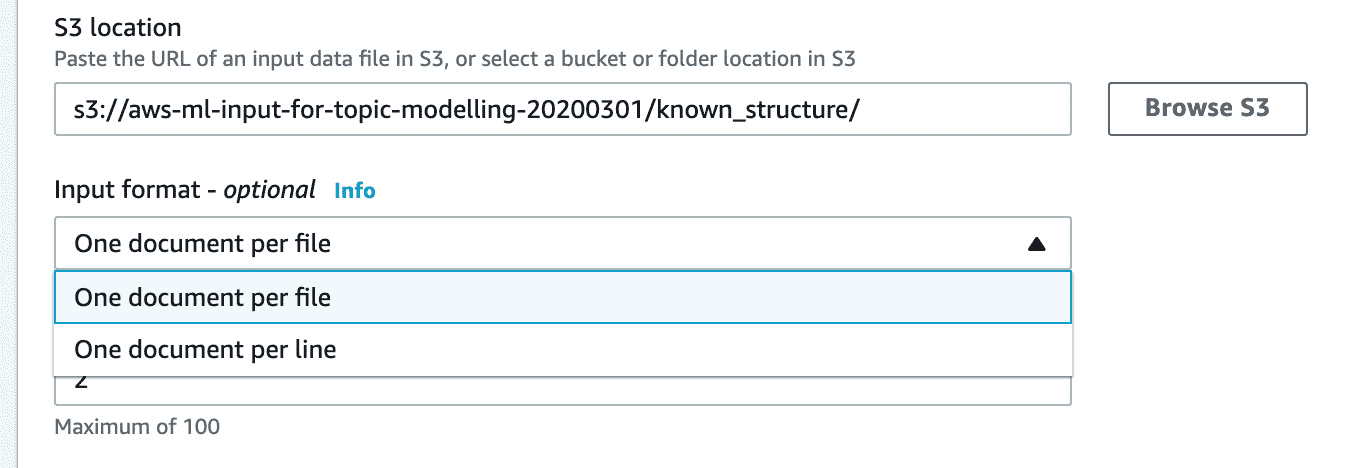 S3 location
Paste the URL of an input data file in S3, or select a bucket or folder location in S3
s3://aws-ml-input-for-topic-modelling-20200301/known_structure/
Browse S3
Input format - optional Info
One document per file
One document per file
One document per line
2
Maximum of 100